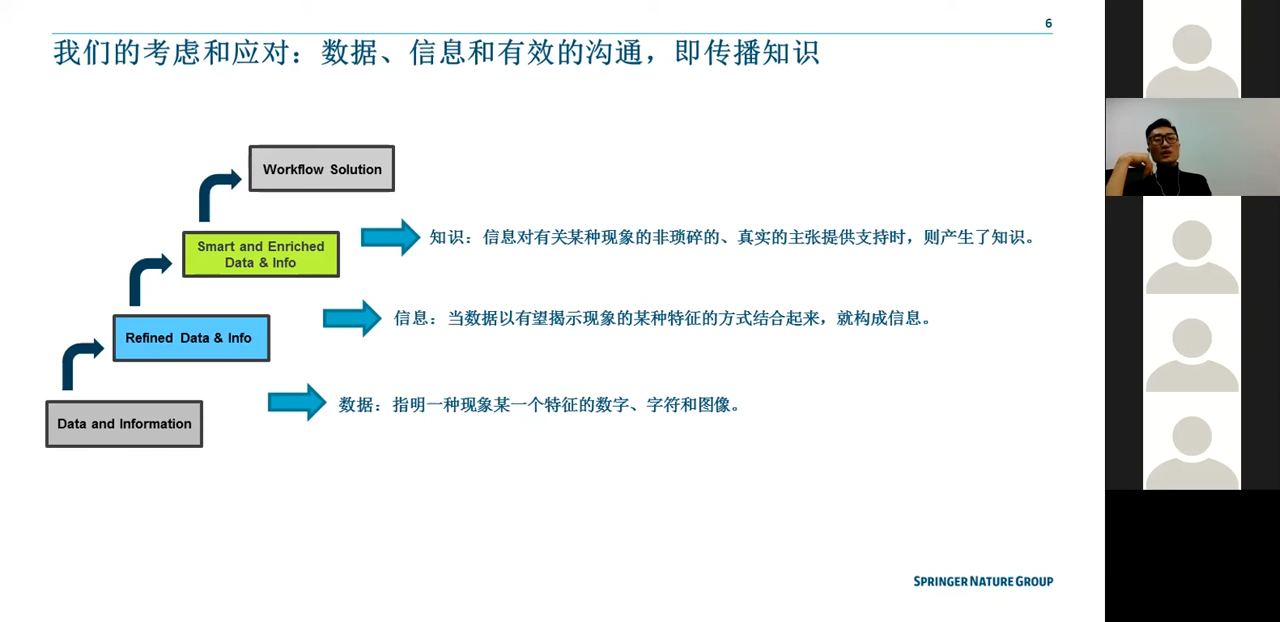 6
我们的考虑和应对：数据、信息和有效的沟通，即传播知识
Workflow Solution
Smart and Enriched
Data & Info
知识：信息对有关某种现象的非琐碎的、真实的主张提供支持时，则产生了知识。
Refined Data & Info
信息：当数据以有望揭示现象的某种特征的方式结合起来，就构成信息。
Data and Information
数据：指明一种现象某一个特征的数字、字符和图像。
SPRINGER NATURE GROUP